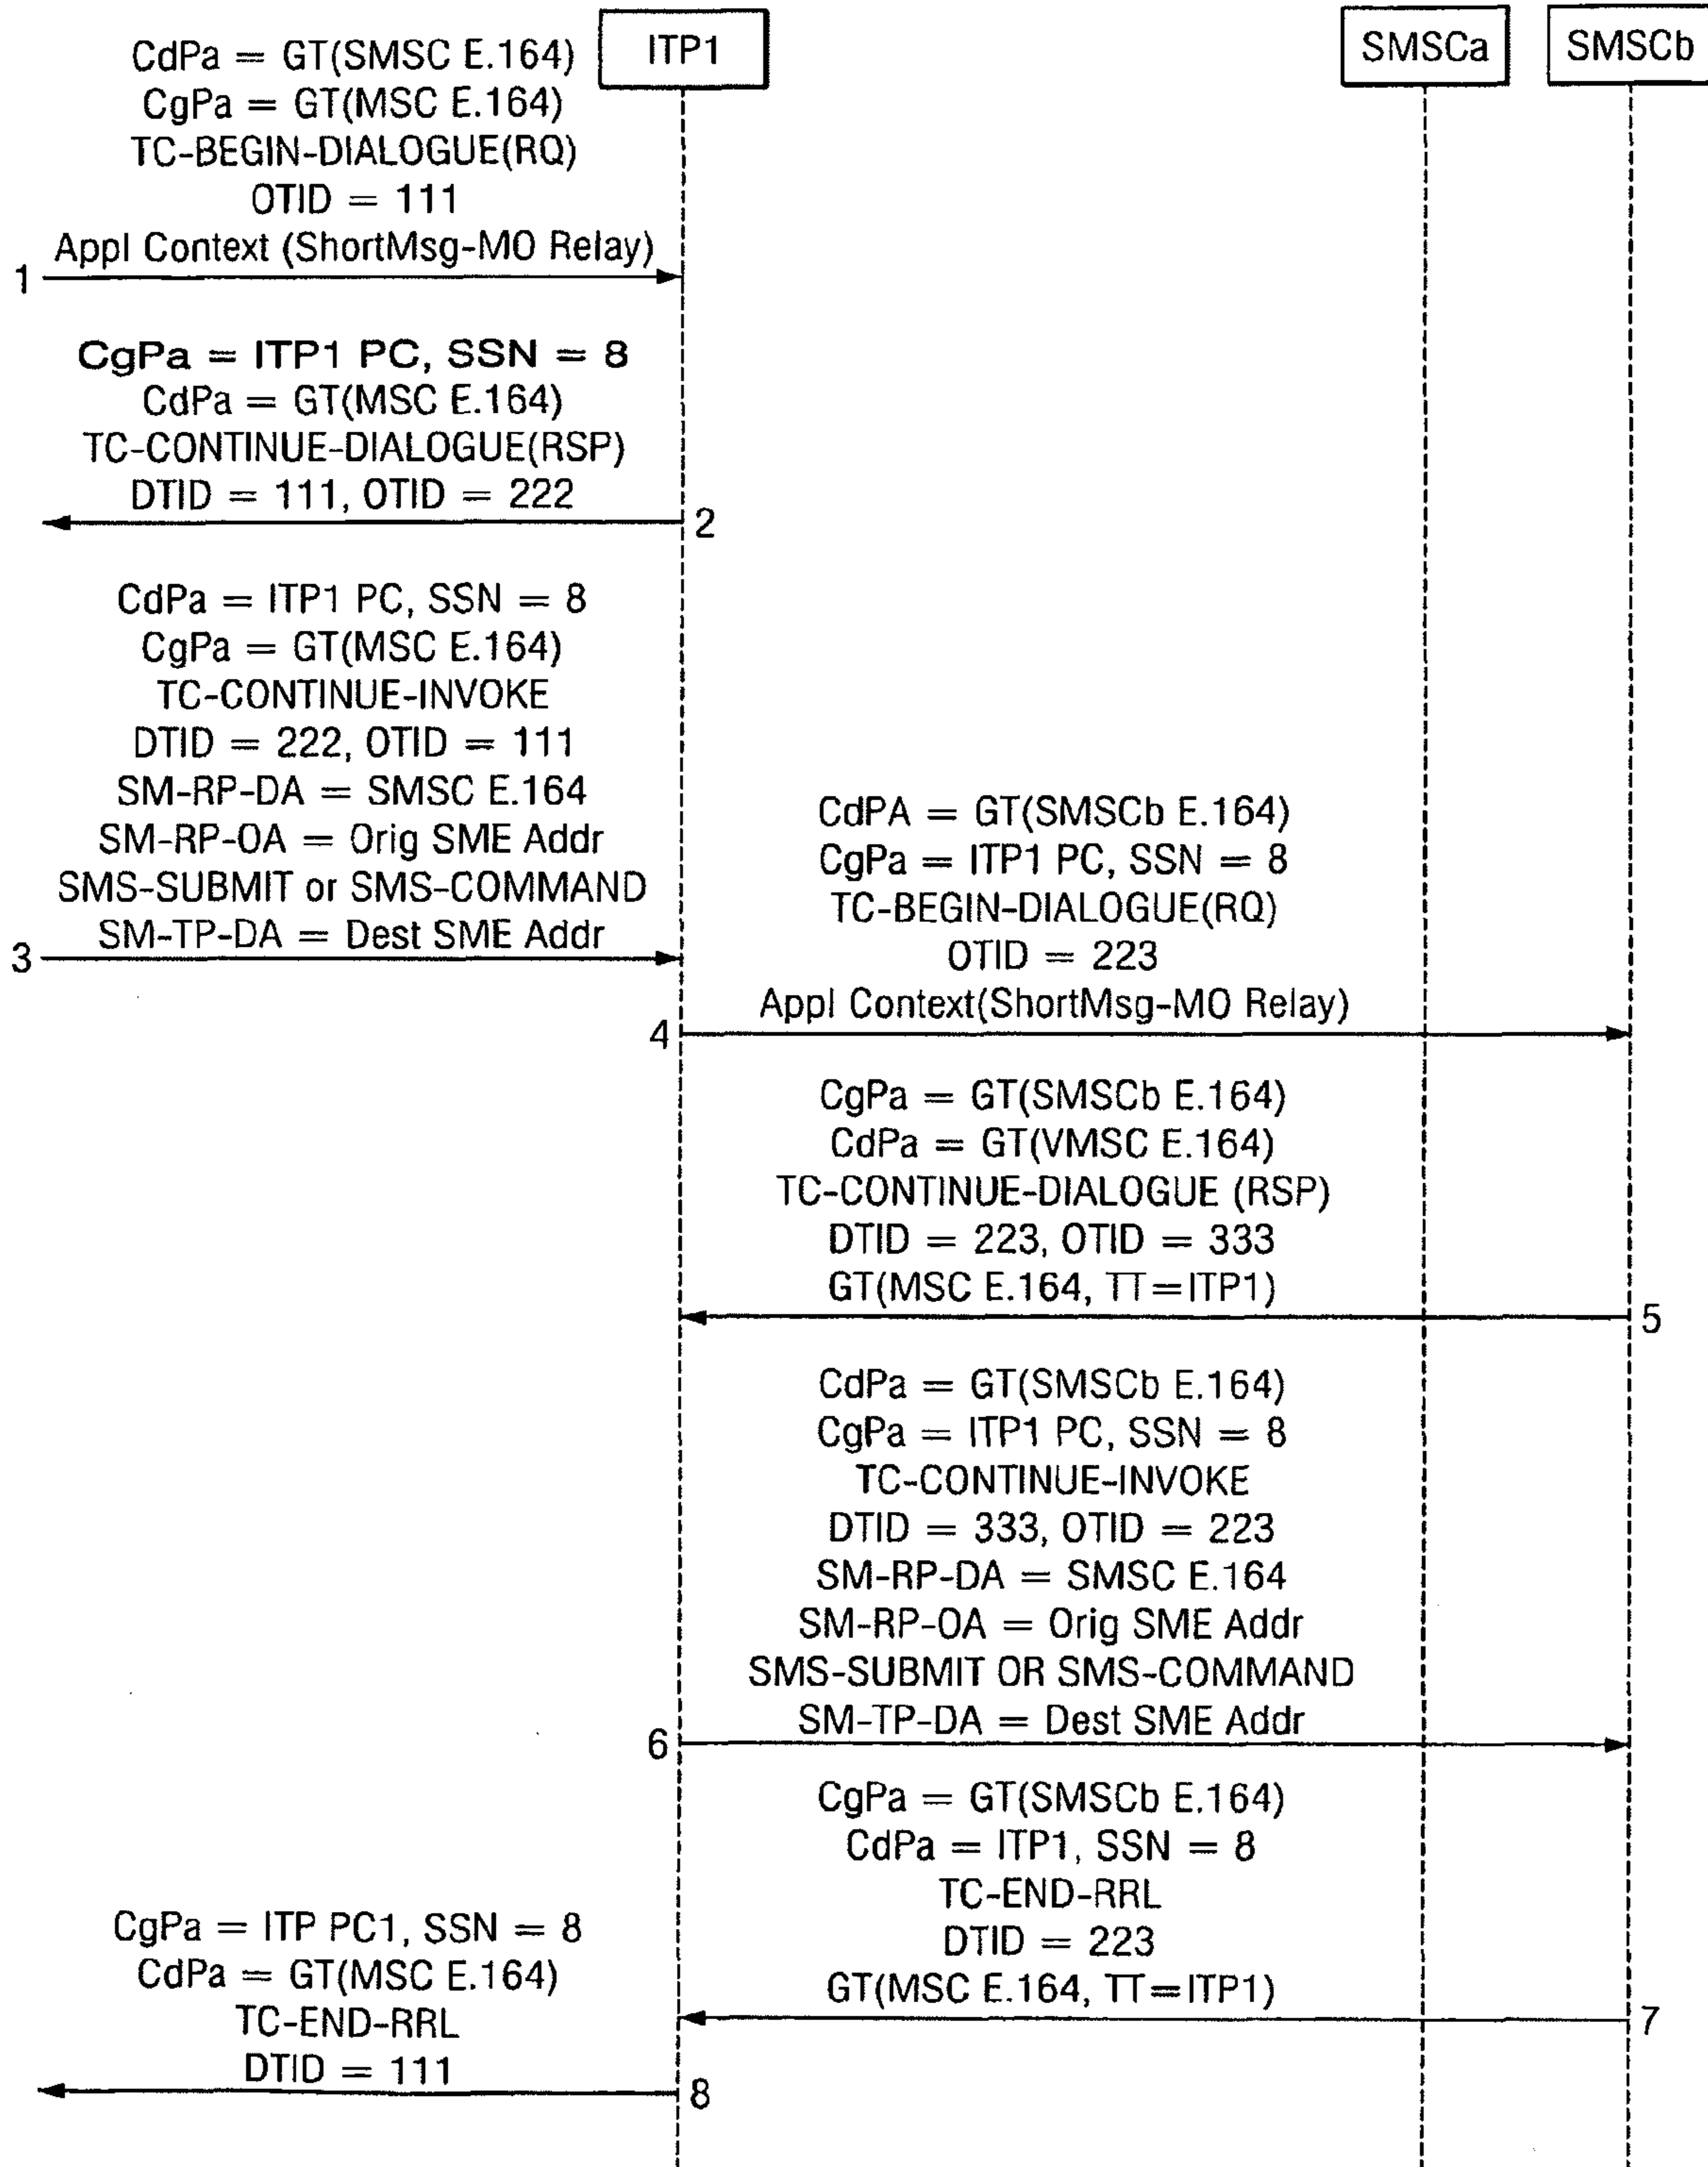 ITP1
SMSCa
SMSCb
CdPa = GT(SMSC E.164)
CgPa = GT(MSC E.164)
TC-BEGIN-DIALOGUE(RQ)
OTID = 111
Appl Context (ShortMsg-MO Relay)
1
CgPa = ITP1 PC, SSN = 8
CdPa = GT(MSC E.164)
TC-CONTINUE-DIALOGUE(RSP)
DTID = 111, OTID = 222
2
CdPa = ITP1 PC, SSN = 8
CgPa = GT(MSC E.164)
TC-CONTINUE-INVOKE
DTID = 222, OTID = 111
SM-RP-DA = SMSC E.164
SM-RP-OA = Orig SME Addr
SMS-SUBMIT or SMS-COMMAND
SM-TP-DA = Dest SME Addr
3
CdPA = GT(SMSCb E.164)
CgPa = ITP1 PC, SSN = 8
TC-BEGIN-DIALOGUE(RQ)
OTID = 223
Appl Context(ShortMsg-MO Relay)
4
CgPa = GT(SMSCb E.164)
CdPa = GT(VMSC E.164)
TC-CONTINUE-DIALOGUE (RSP)
DTID = 223, OTID = 333
GT(MSC E.164, TT=ITP1)
5
CdPa = GT(SMSCb E.164)
CgPa = ITP1 PC, SSN = 8
TC-CONTINUE-INVOKE
DTID = 333, OTID = 223
SM-RP-DA = SMSC E.164
SM-RP-OA = Orig SME Addr
SMS-SUBMIT OR SMS-COMMAND
SM-TP-DA = Dest SME Addr
6
CgPa = GT(SMSCb E.164)
CdPa = ITP1, SSN = 8
TC-END-RRL
DTID = 223
GT(MSC E.164, TT=ITP1)
7
CgPa = ITP PC1, SSN = 8
CdPa = GT(MSC E.164)
TC-END-RRL
DTID = 111
8